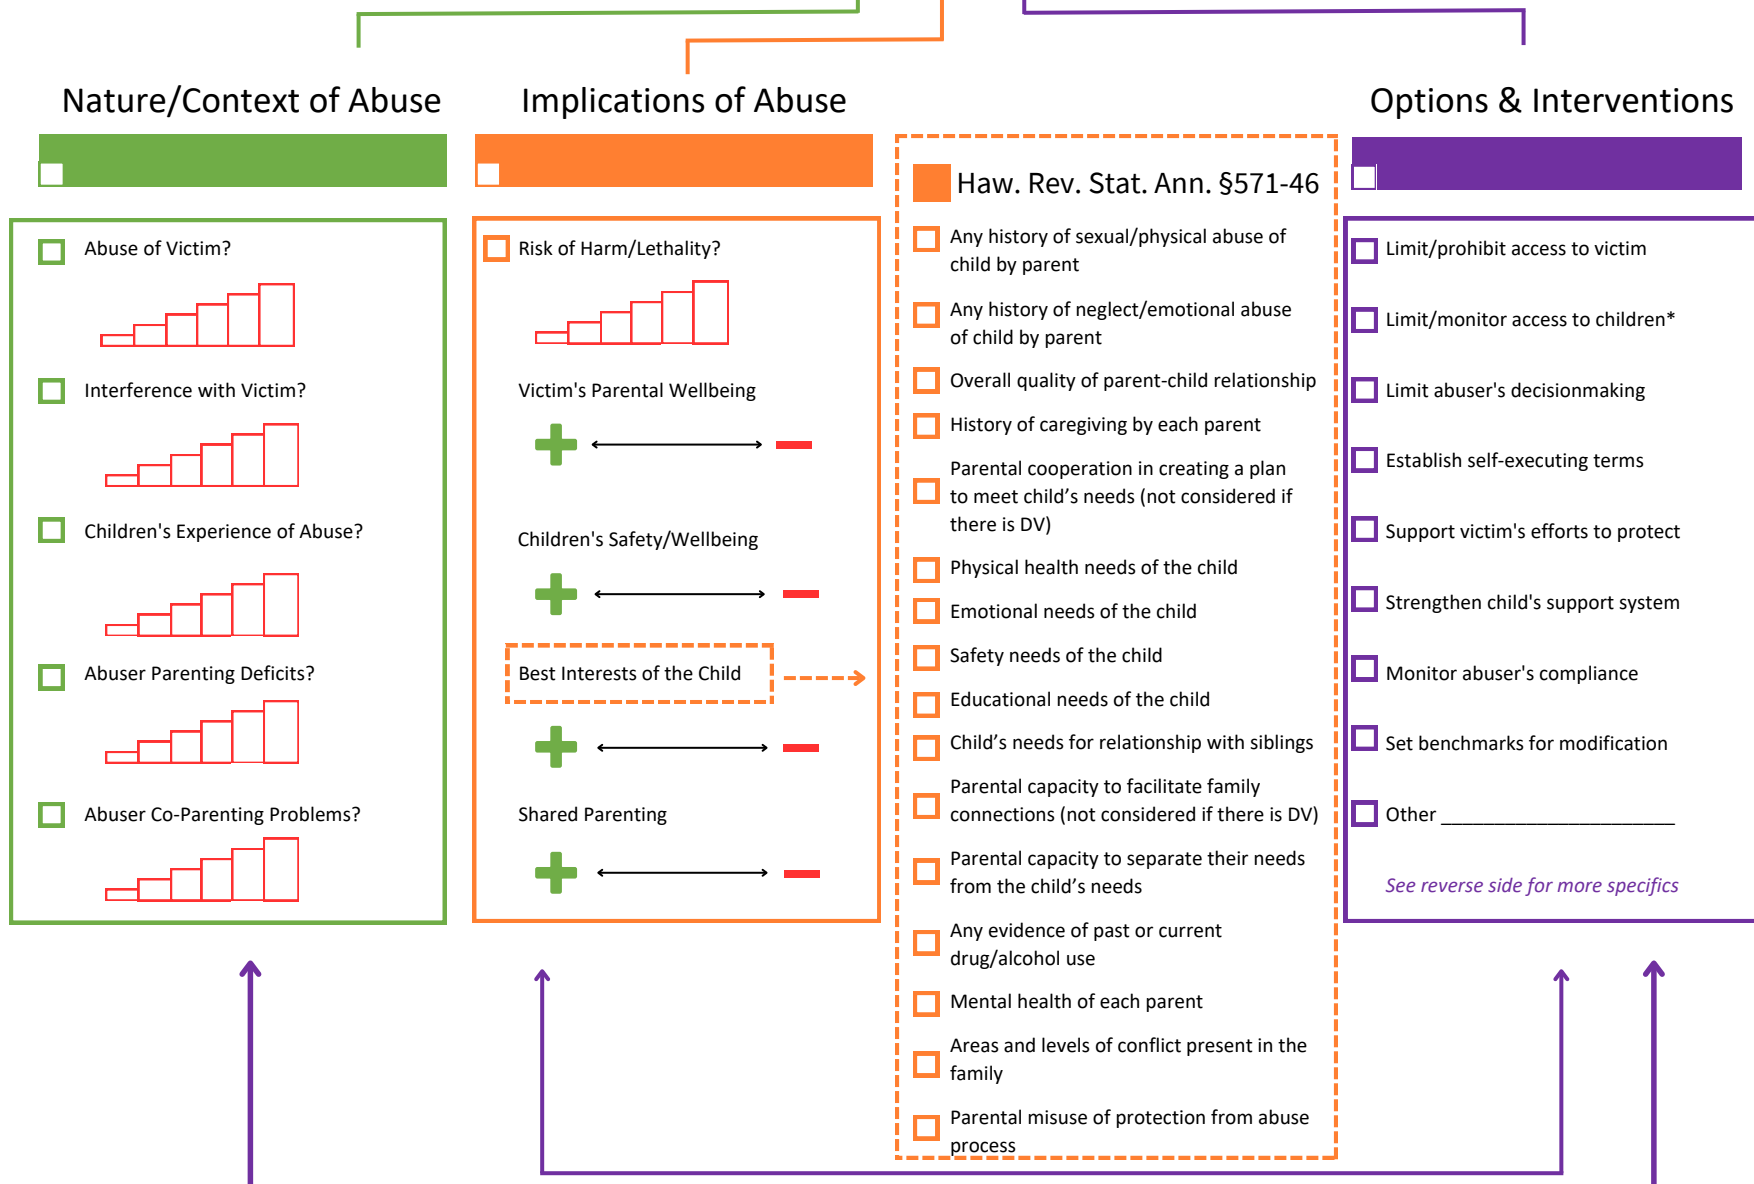 Nature/Context of Abuse
Abuse of Victim?
Interference with Victim?
Children's Experience of Abuse?
Abuser Parenting Deficits?
Abuser Co-Parenting Problems?
Implications of Abuse
Risk of Harm/Lethality?
Victim's Parental Wellbeing
Children's Safety/Wellbeing
Best Interests of the Child
Shared Parenting
Haw. Rev. Stat. Ann. §571-46
Any history of sexual/physical abuse of
child by parent
Any history of neglect/emotional abuse
of child by parent
Overall quality of parent-child relationship
History of caregiving by each parent
Parental cooperation in creating a plan
to meet child’s needs (not considered if
there is DV)
Physical health needs of the child
Emotional needs of the child
Safety needs of the child
Educational needs of the child
Child’s needs for relationship with siblings
Parental capacity to facilitate family
connections (not considered if there is DV)
Parental capacity to separate their needs
from the child’s needs
Any evidence of past or current
drug/alcohol use
Mental health of each parent
Areas and levels of conflict present in the
family
Parental misuse of protection from abuse
process
Options & Interventions
Limit/prohibit access to victim
Limit/monitor access to children*
Limit abuser's decisionmaking
Establish self-executing terms
Support victim's efforts to protect
Strengthen child's support system
Monitor abuser's compliance
Set benchmarks for modification
Other ______________________
See reverse side for more specifics